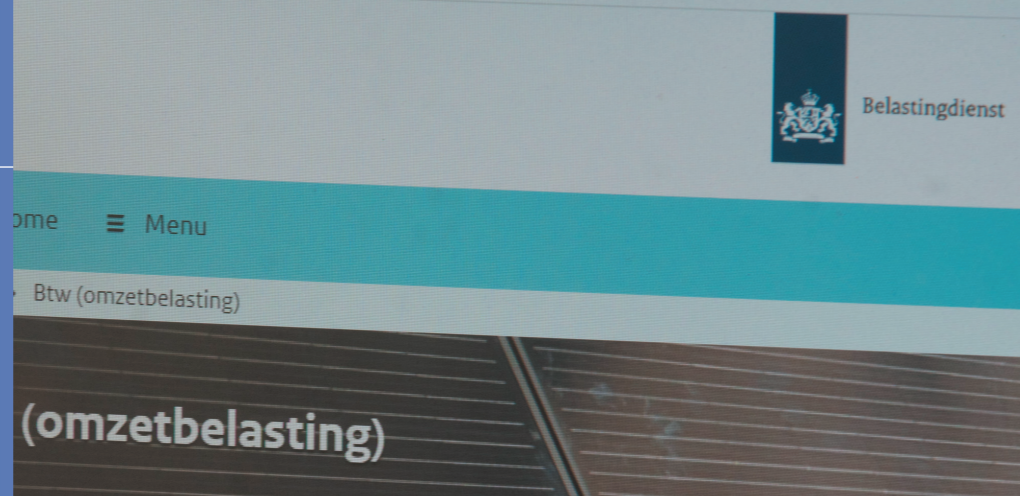 Belastingdienst
ome ☰ Menu
Btw (omzetbelasting)
(omzetbelasting)